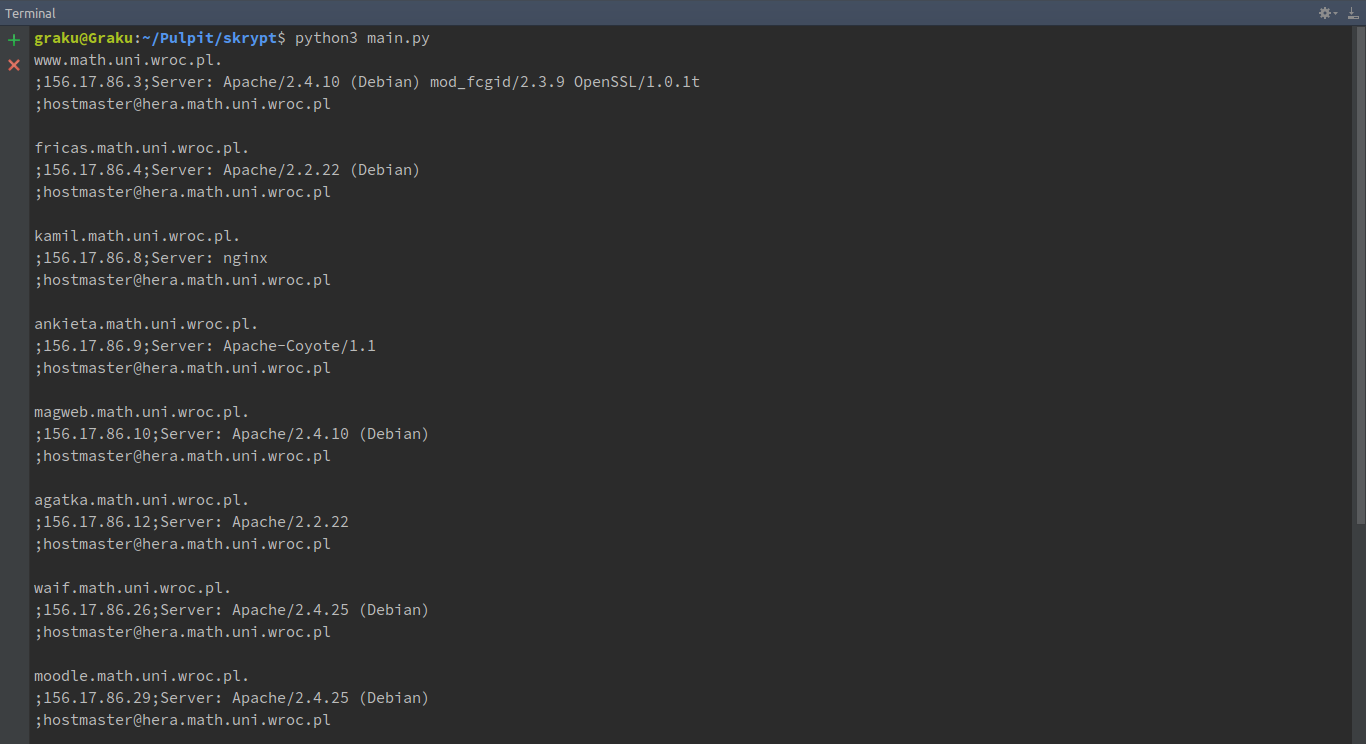 Terminal
graku@Graku:~/Pulpit/skrypt$ python3 main.py
www.math.uni.wroc.pl.
;156.17.86.3;Server: Apache/2.4.10 (Debian) mod_fcgid/2.3.9 OpenSSL/1.0.1t
;hostmaster@hera.math.uni.wroc.pl
fricas.math.uni.wroc.pl.
;156.17.86.4;Server: Apache/2.2.22 (Debian)
;hostmaster@hera.math.uni.wroc.pl
kamil.math.uni.wroc.pl.
;156.17.86.8;Server: nginx
;hostmaster@hera.math.uni.wroc.pl
ankieta.math.uni.wroc.pl.
;156.17.86.9;Server: Apache-Coyote/1.1
;hostmaster@hera.math.uni.wroc.pl
magweb.math.uni.wroc.pl.
;156.17.86.10;Server: Apache/2.4.10 (Debian)
;hostmaster@hera.math.uni.wroc.pl
agatka.math.uni.wroc.pl.
;156.17.86.12;Server: Apache/2.2.22
;hostmaster@hera.math.uni.wroc.pl
waif.math.uni.wroc.pl.
;156.17.86.26;Server: Apache/2.4.25 (Debian)
;hostmaster@hera.math.uni.wroc.pl
moodle.math.uni.wroc.pl.
;156.17.86.29;Server: Apache/2.4.25 (Debian)
;hostmaster@hera.math.uni.wroc.pl